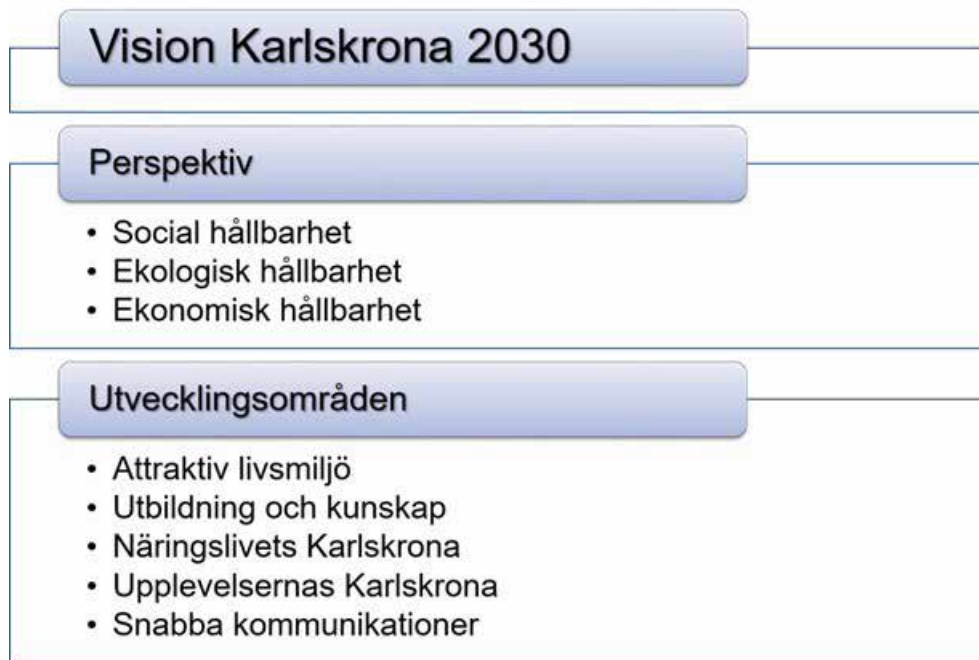 Vision Karlskrona 2030
Perspektiv
• Social hållbarhet
• Ekologisk hållbarhet
• Ekonomisk hållbarhet
Utvecklingsområden
• Attraktiv livsmiljö
• Utbildning och kunskap
• Näringslivets Karlskrona
• Upplevelsernas Karlskrona
• Snabba kommunikationer